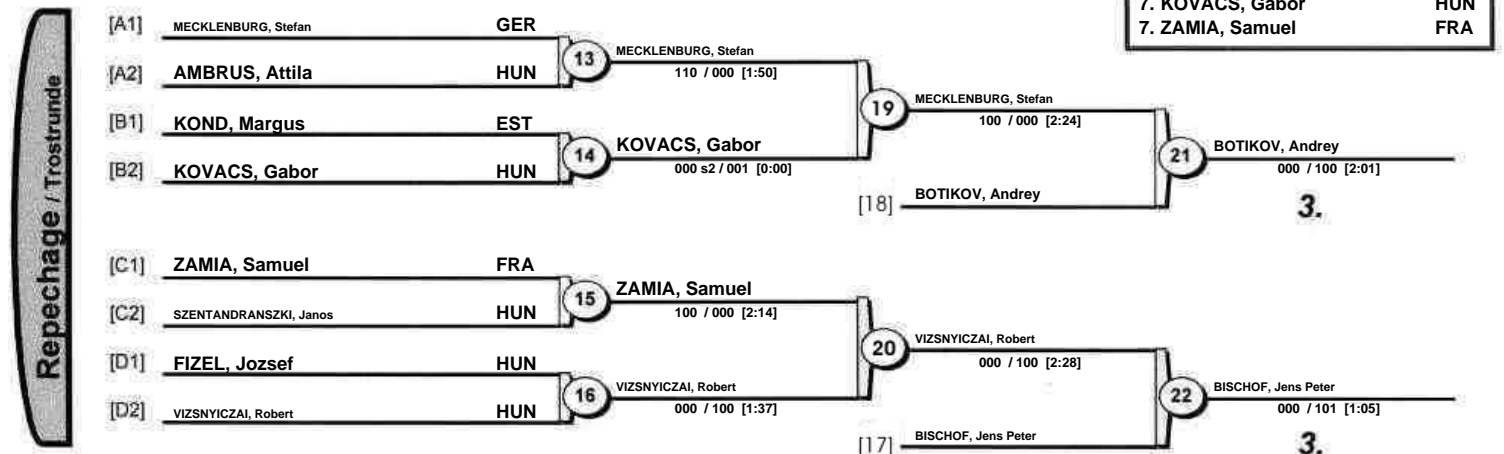 7. KOVACS, Gabor HUN
7. ZAMIA, Samuel FRA
Repechage / Trostrunde
[A1] MECKLENBURG, Stefan GER
13
MECKLENBURG, Stefan
110 / 000 [1:50]
[A2] AMBRUS, Attila HUN
19
MECKLENBURG, Stefan
100 / 000 [2:24]
[B1] KOND, Margus EST
14
KOVACS, Gabor
000 s2 / 001 [0:00]
[B2] KOVACS, Gabor HUN
21
BOTIKOV, Andrey
000 / 100 [2:01]
[18] BOTIKOV, Andrey
3.
[C1] ZAMIA, Samuel FRA
15
ZAMIA, Samuel
100 / 000 [2:14]
[C2] SZENTANDRANSZKI, Janos HUN
20
VIZSNYICZAI, Robert
000 / 100 [2:28]
[D1] FIZEL, Jozsef HUN
16
VIZSNYICZAI, Robert
000 / 100 [1:37]
[D2] VIZSNYICZAI, Robert HUN
22
BISCHOF, Jens Peter
000 / 101 [1:05]
[17] BISCHOF, Jens Peter
3.